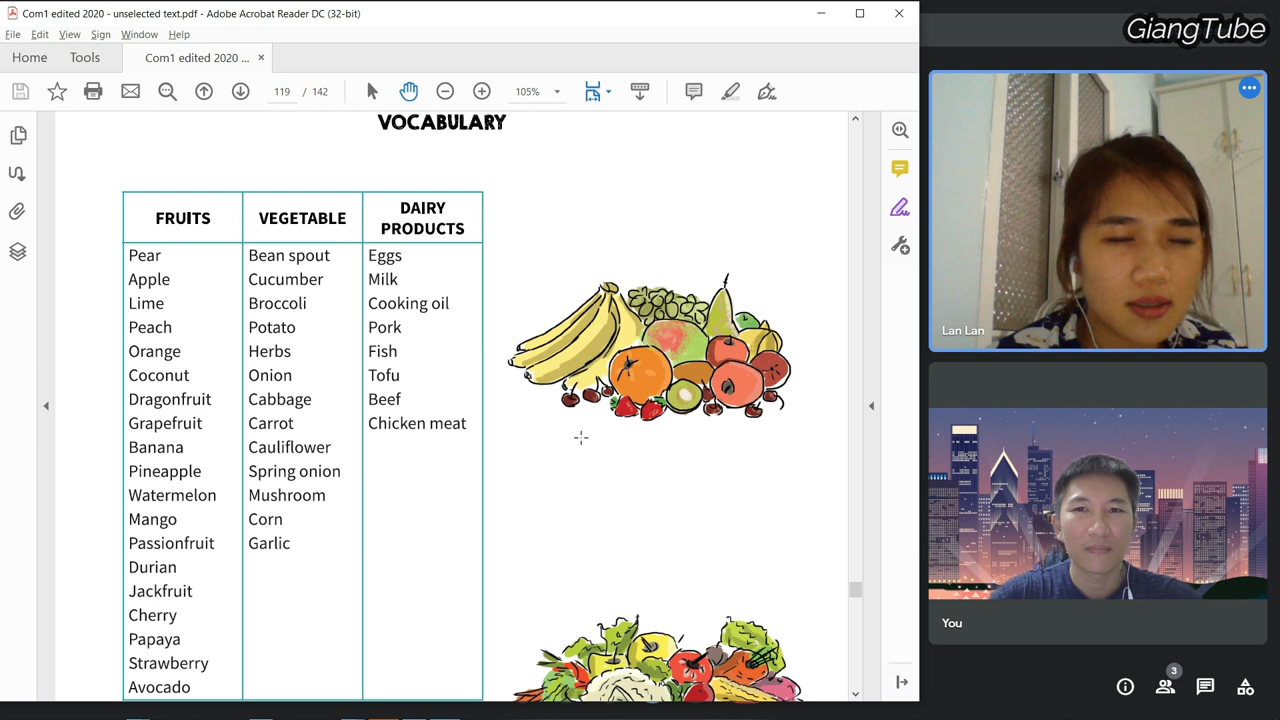 Com1 edited 2020 - unselected text.pdf - Adobe Acrobat Reader DC (32-bit)
GiangTube
File Edit View Sign Window Help
Home Tools Com1 edited 2020 ... ×
119 / 142 105%
VOCABULARY
FRUITS
Pear
Apple
Lime
Peach
Orange
Coconut
Dragonfruit
Grapefruit
Banana
Pineapple
Watermelon
Mango
Passionfruit
Durian
Jackfruit
Cherry
Papaya
Strawberry
Avocado
VEGETABLE
Bean spout
Cucumber
Broccoli
Potato
Herbs
Onion
Cabbage
Carrot
Cauliflower
Spring onion
Mushroom
Corn
Garlic
DAIRY
PRODUCTS
Eggs
Milk
Cooking oil
Pork
Fish
Tofu
Beef
Chicken meat
Lan Lan
You
3